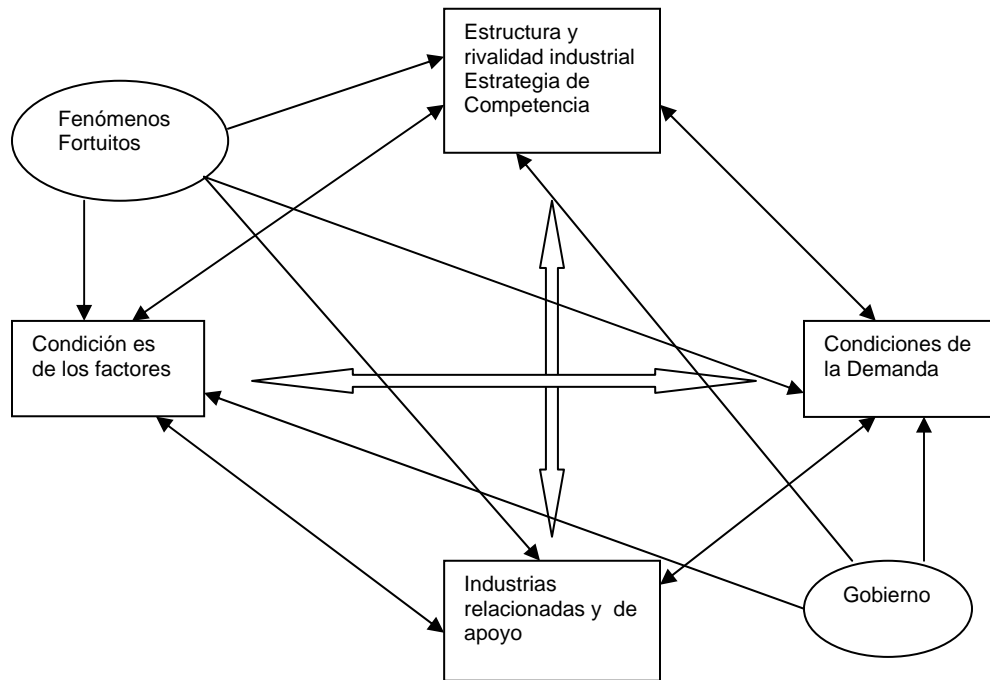 Estructura y
rivalidad industrial
Estrategia de
Competencia
Fenómenos
Fortuitos
Condición es
de los factores
Condiciones de
la Demanda
Industrias
relacionadas y  de
apoyo
Gobierno